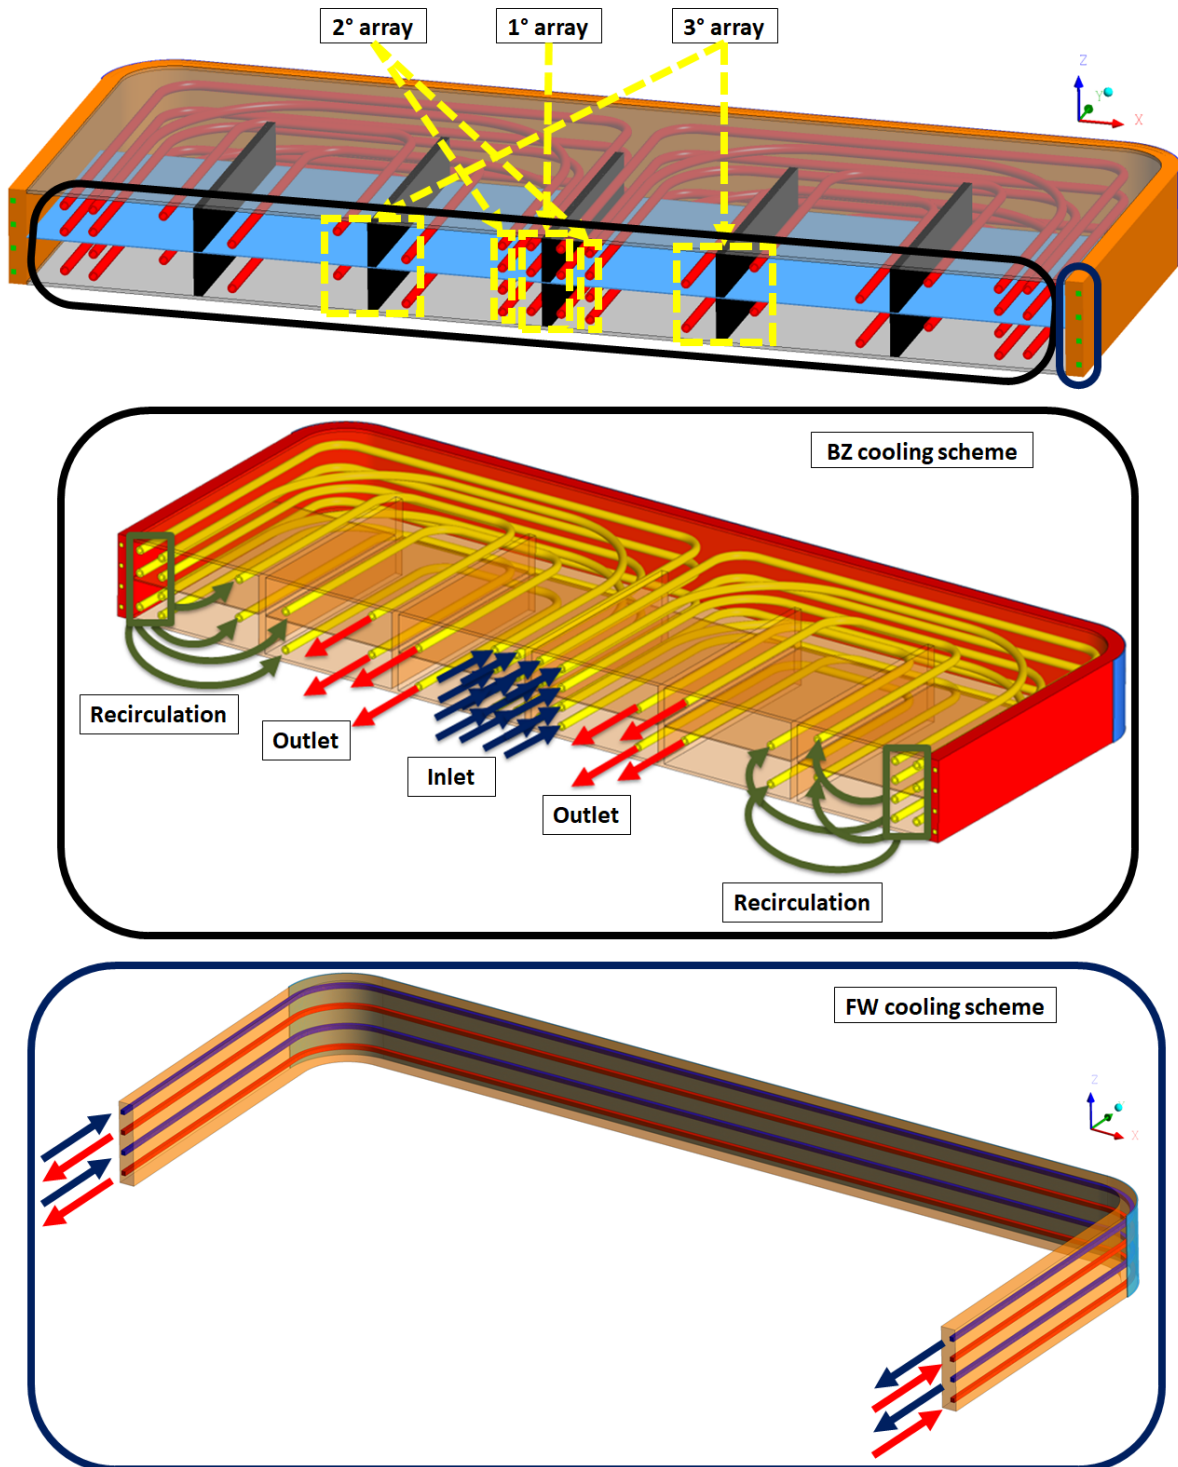 2° array
1° array
3° array
Z
Y
X
BZ cooling scheme
Recirculation
Outlet
Inlet
Outlet
Recirculation
FW cooling scheme
Z
X